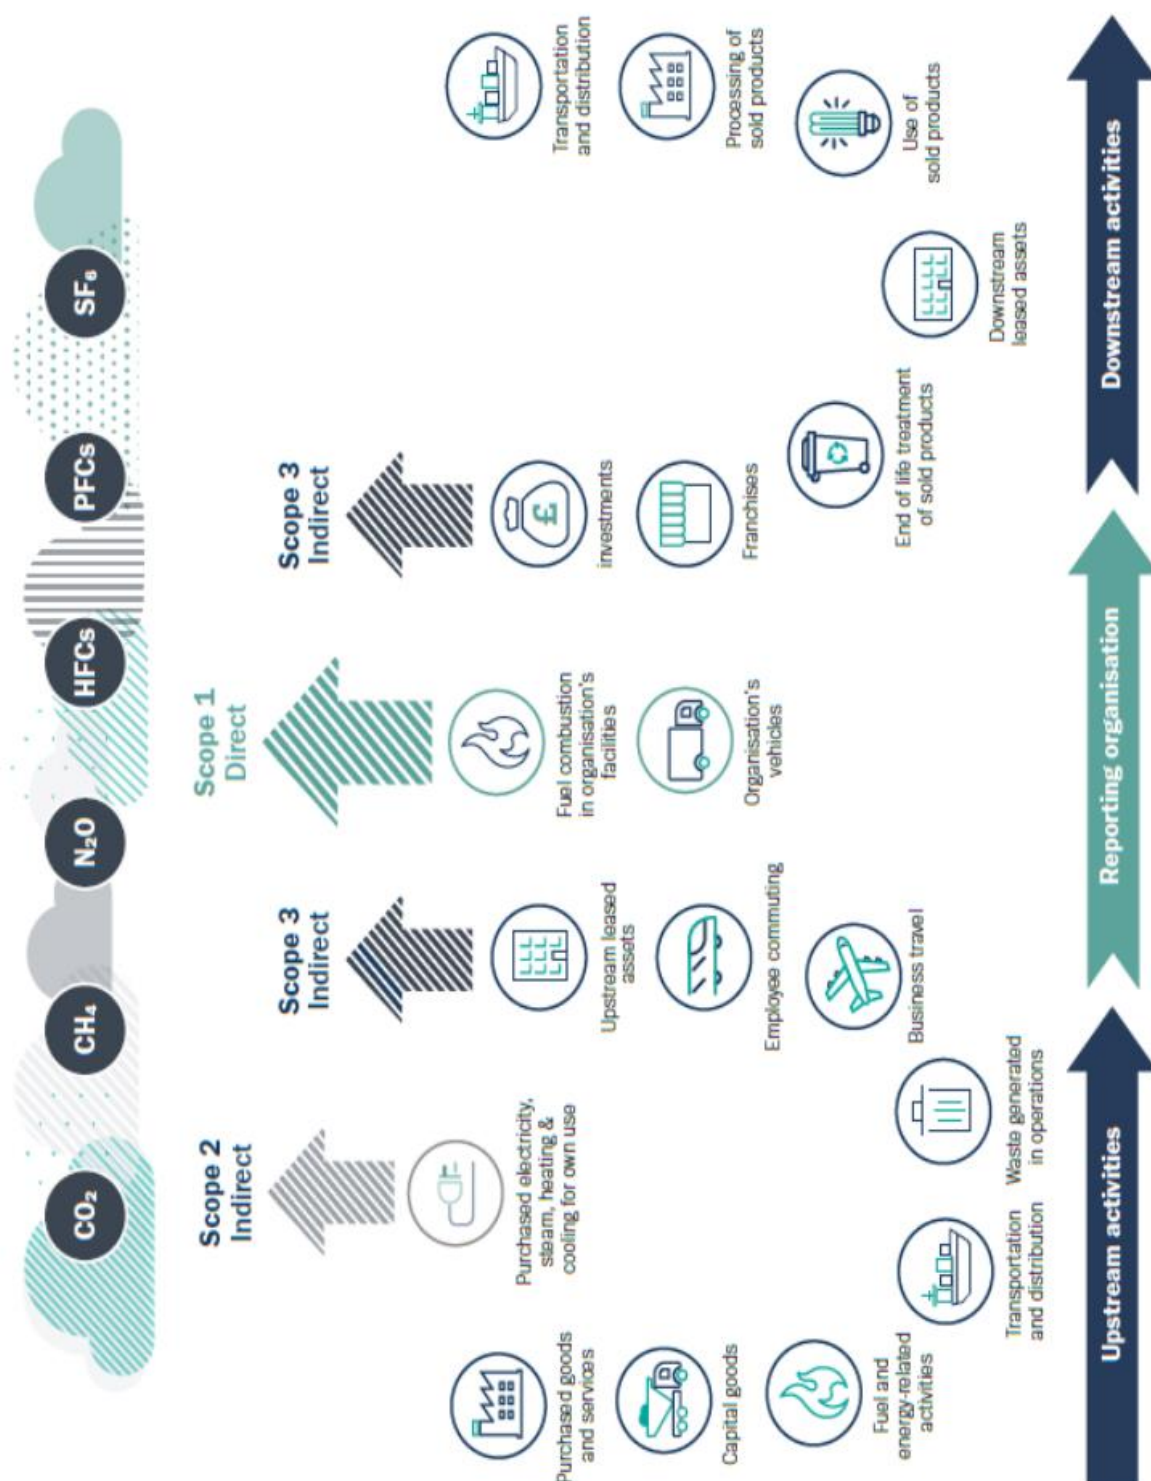 CO₂
CH₄
N₂O
HFCs
PFCs
SF₆
Scope 2
Indirect
Scope 3
Indirect
Scope 1
Direct
Scope 3
Indirect
Purchased goods
and services
Capital goods
Fuel and
energy-related
activities
Purchased electricity,
steam, heating &
cooling for own use
Transportation
and distribution
Waste generated
in operations
Upstream leased
assets
Employee commuting
Business travel
Fuel combustion
in organisation's
facilities
Organisation's
vehicles
£
investments
Franchises
End of life treatment
of sold products
Downstream
leased assets
Transportation
and distribution
Processing of
sold products
Use of
sold products
Upstream activities
Reporting organisation
Downstream activities